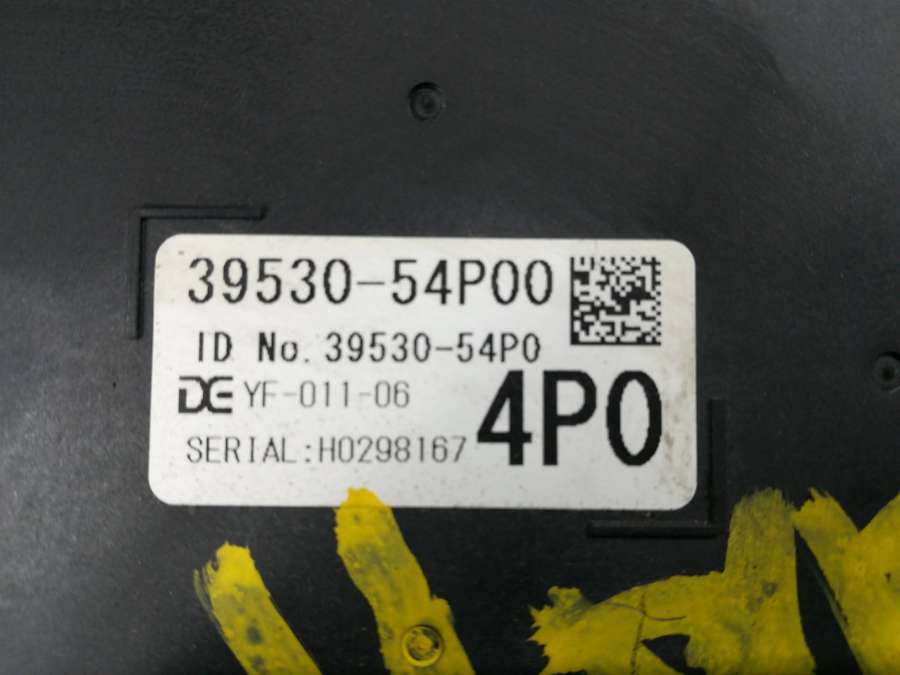 39530-54P00
ID No. 39530-54P0
DE YF-011-06
4P0
SERIAL:H0298167